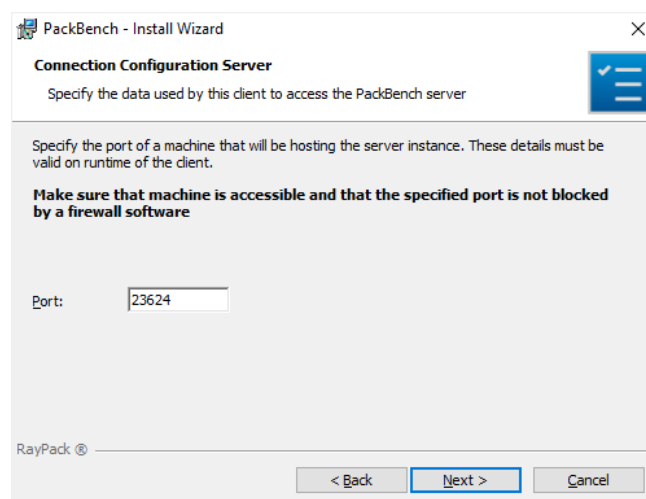 PackBench - Install Wizard
Connection Configuration Server
Specify the data used by this client to access the PackBench server
Specify the port of a machine that will be hosting the server instance. These details must be
valid on runtime of the client.
Make sure that machine is accessible and that the specified port is not blocked
by a firewall software
Port: 23624
RayPack ®
< Back Next > Cancel